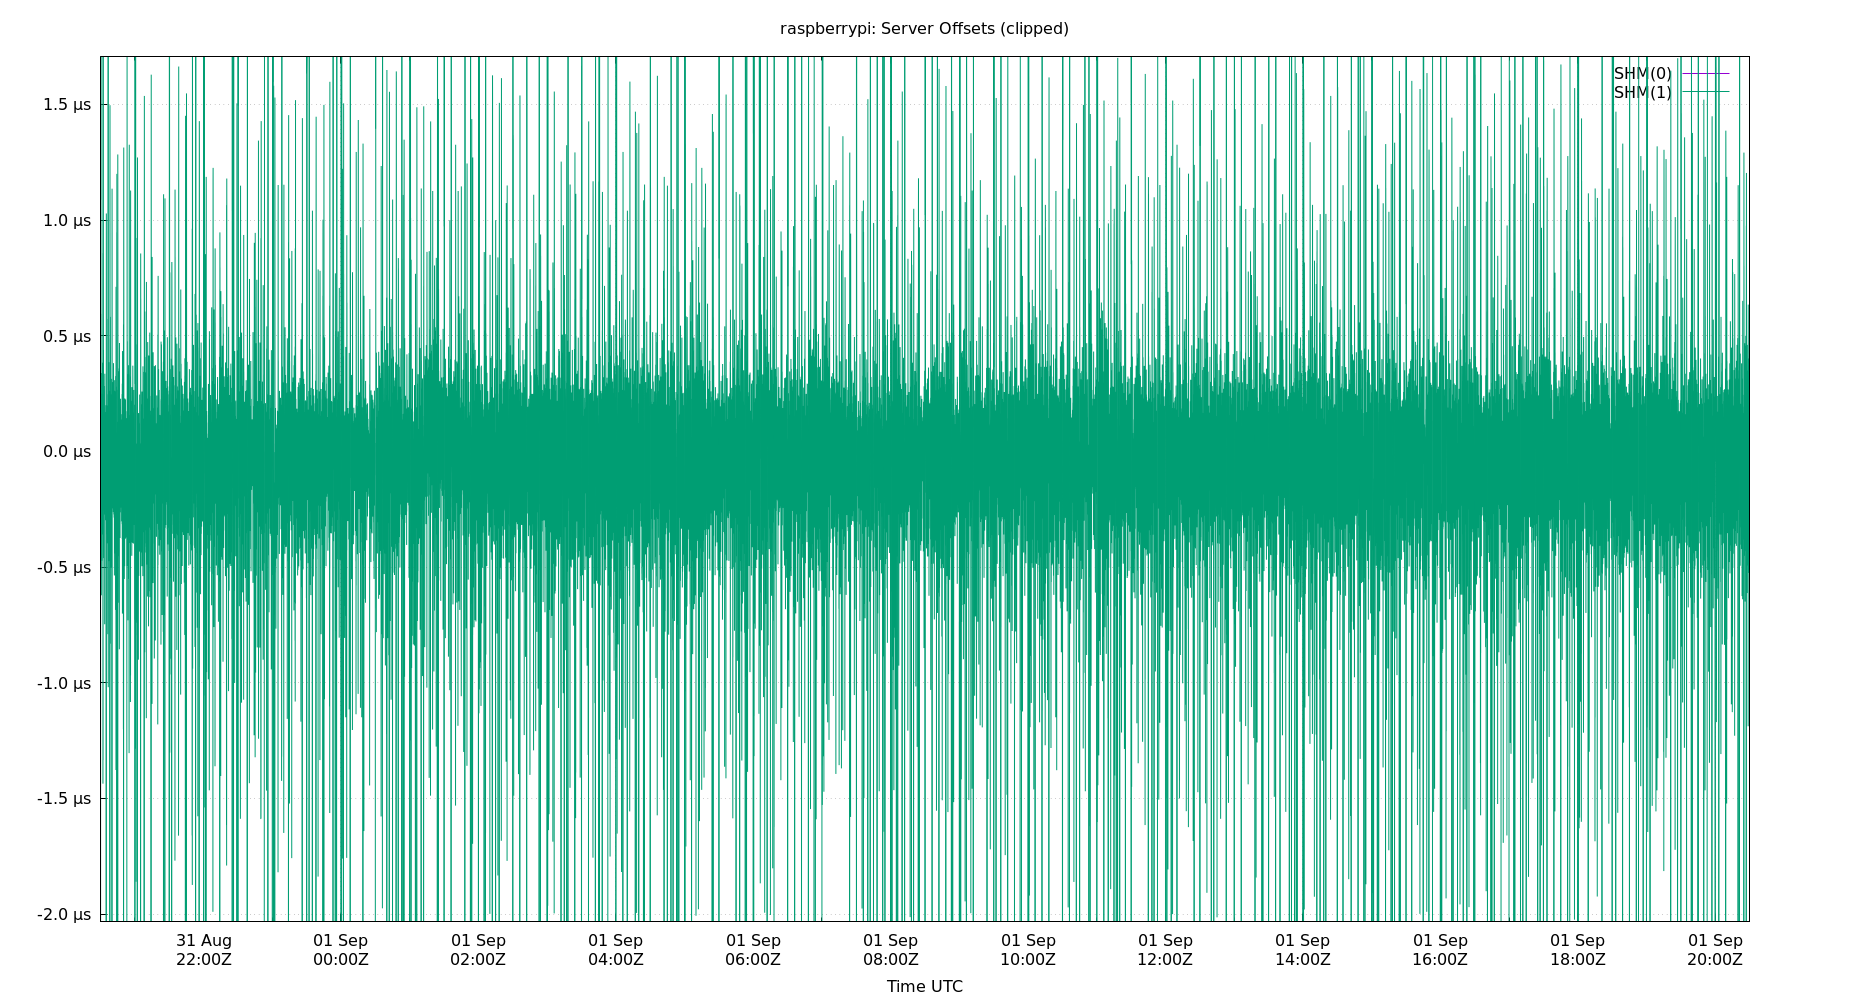 raspberrypi: Server Offsets (clipped)
SHM(0)
SHM(1)
1.5 µs
1.0 µs
0.5 µs
0.0 µs
-0.5 µs
-1.0 µs
-1.5 µs
-2.0 µs
31 Aug 01 Sep 01 Sep 01 Sep 01 Sep 01 Sep 01 Sep 01 Sep 01 Sep 01 Sep 01 Sep 01 Sep
22:00Z 00:00Z 02:00Z 04:00Z 06:00Z 08:00Z 10:00Z 12:00Z 14:00Z 16:00Z 18:00Z 20:00Z
Time UTC